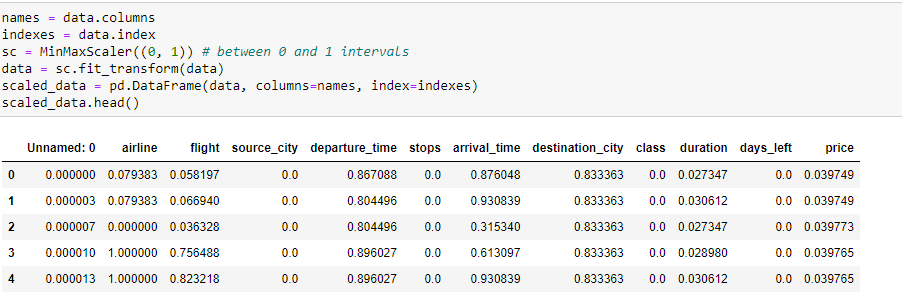 names = data.columns
indexes = data.index
sc = MinMaxScaler((0, 1)) # between 0 and 1 intervals
data = sc.fit_transform(data)
scaled_data = pd.DataFrame(data, columns=names, index=indexes)
scaled_data.head()
Unnamed: 0 airline flight source_city departure_time stops arrival_time destination_city class duration days_left price
0 0.000000 0.079383 0.058197 0.0 0.867088 0.0 0.876048 0.833363 0.0 0.027347 0.0 0.039749
1 0.000003 0.079383 0.066940 0.0 0.804496 0.0 0.930839 0.833363 0.0 0.030612 0.0 0.039749
2 0.000007 0.000000 0.036328 0.0 0.804496 0.0 0.315340 0.833363 0.0 0.027347 0.0 0.039773
3 0.000010 1.000000 0.756488 0.0 0.896027 0.0 0.613097 0.833363 0.0 0.028980 0.0 0.039765
4 0.000013 1.000000 0.823218 0.0 0.896027 0.0 0.930839 0.833363 0.0 0.030612 0.0 0.039765